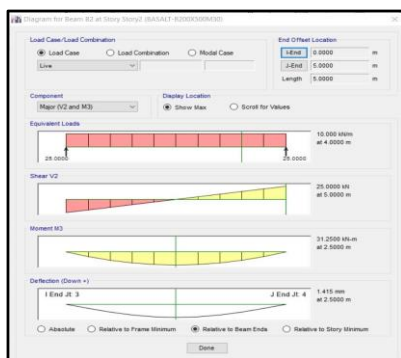 Diagram for Beam B2 at Story Story2 (BASALT-B200X500M30)
Load Case/Load Combination
Load Case
Load Combination
Modal Case
Live
End Offset Location
I-End 0.0000 m
J-End 5.0000 m
Length 5.0000 m
Component
Major (V2 and M3)
Display Location
Show Max
Scroll for Values
Equivalent Loads
25.0000
25.0000
10.000 kN/m
at 4.0000 m
Shear V2
25.0000 kN
at 5.0000 m
Moment M3
31.2500 kN-m
at 2.5000 m
Deflection (Down +)
I End Jt: 3
J End Jt: 4
1.415 mm
at 2.5000 m
Absolute
Relative to Frame Minimum
Relative to Beam Ends
Relative to Story Minimum
Done